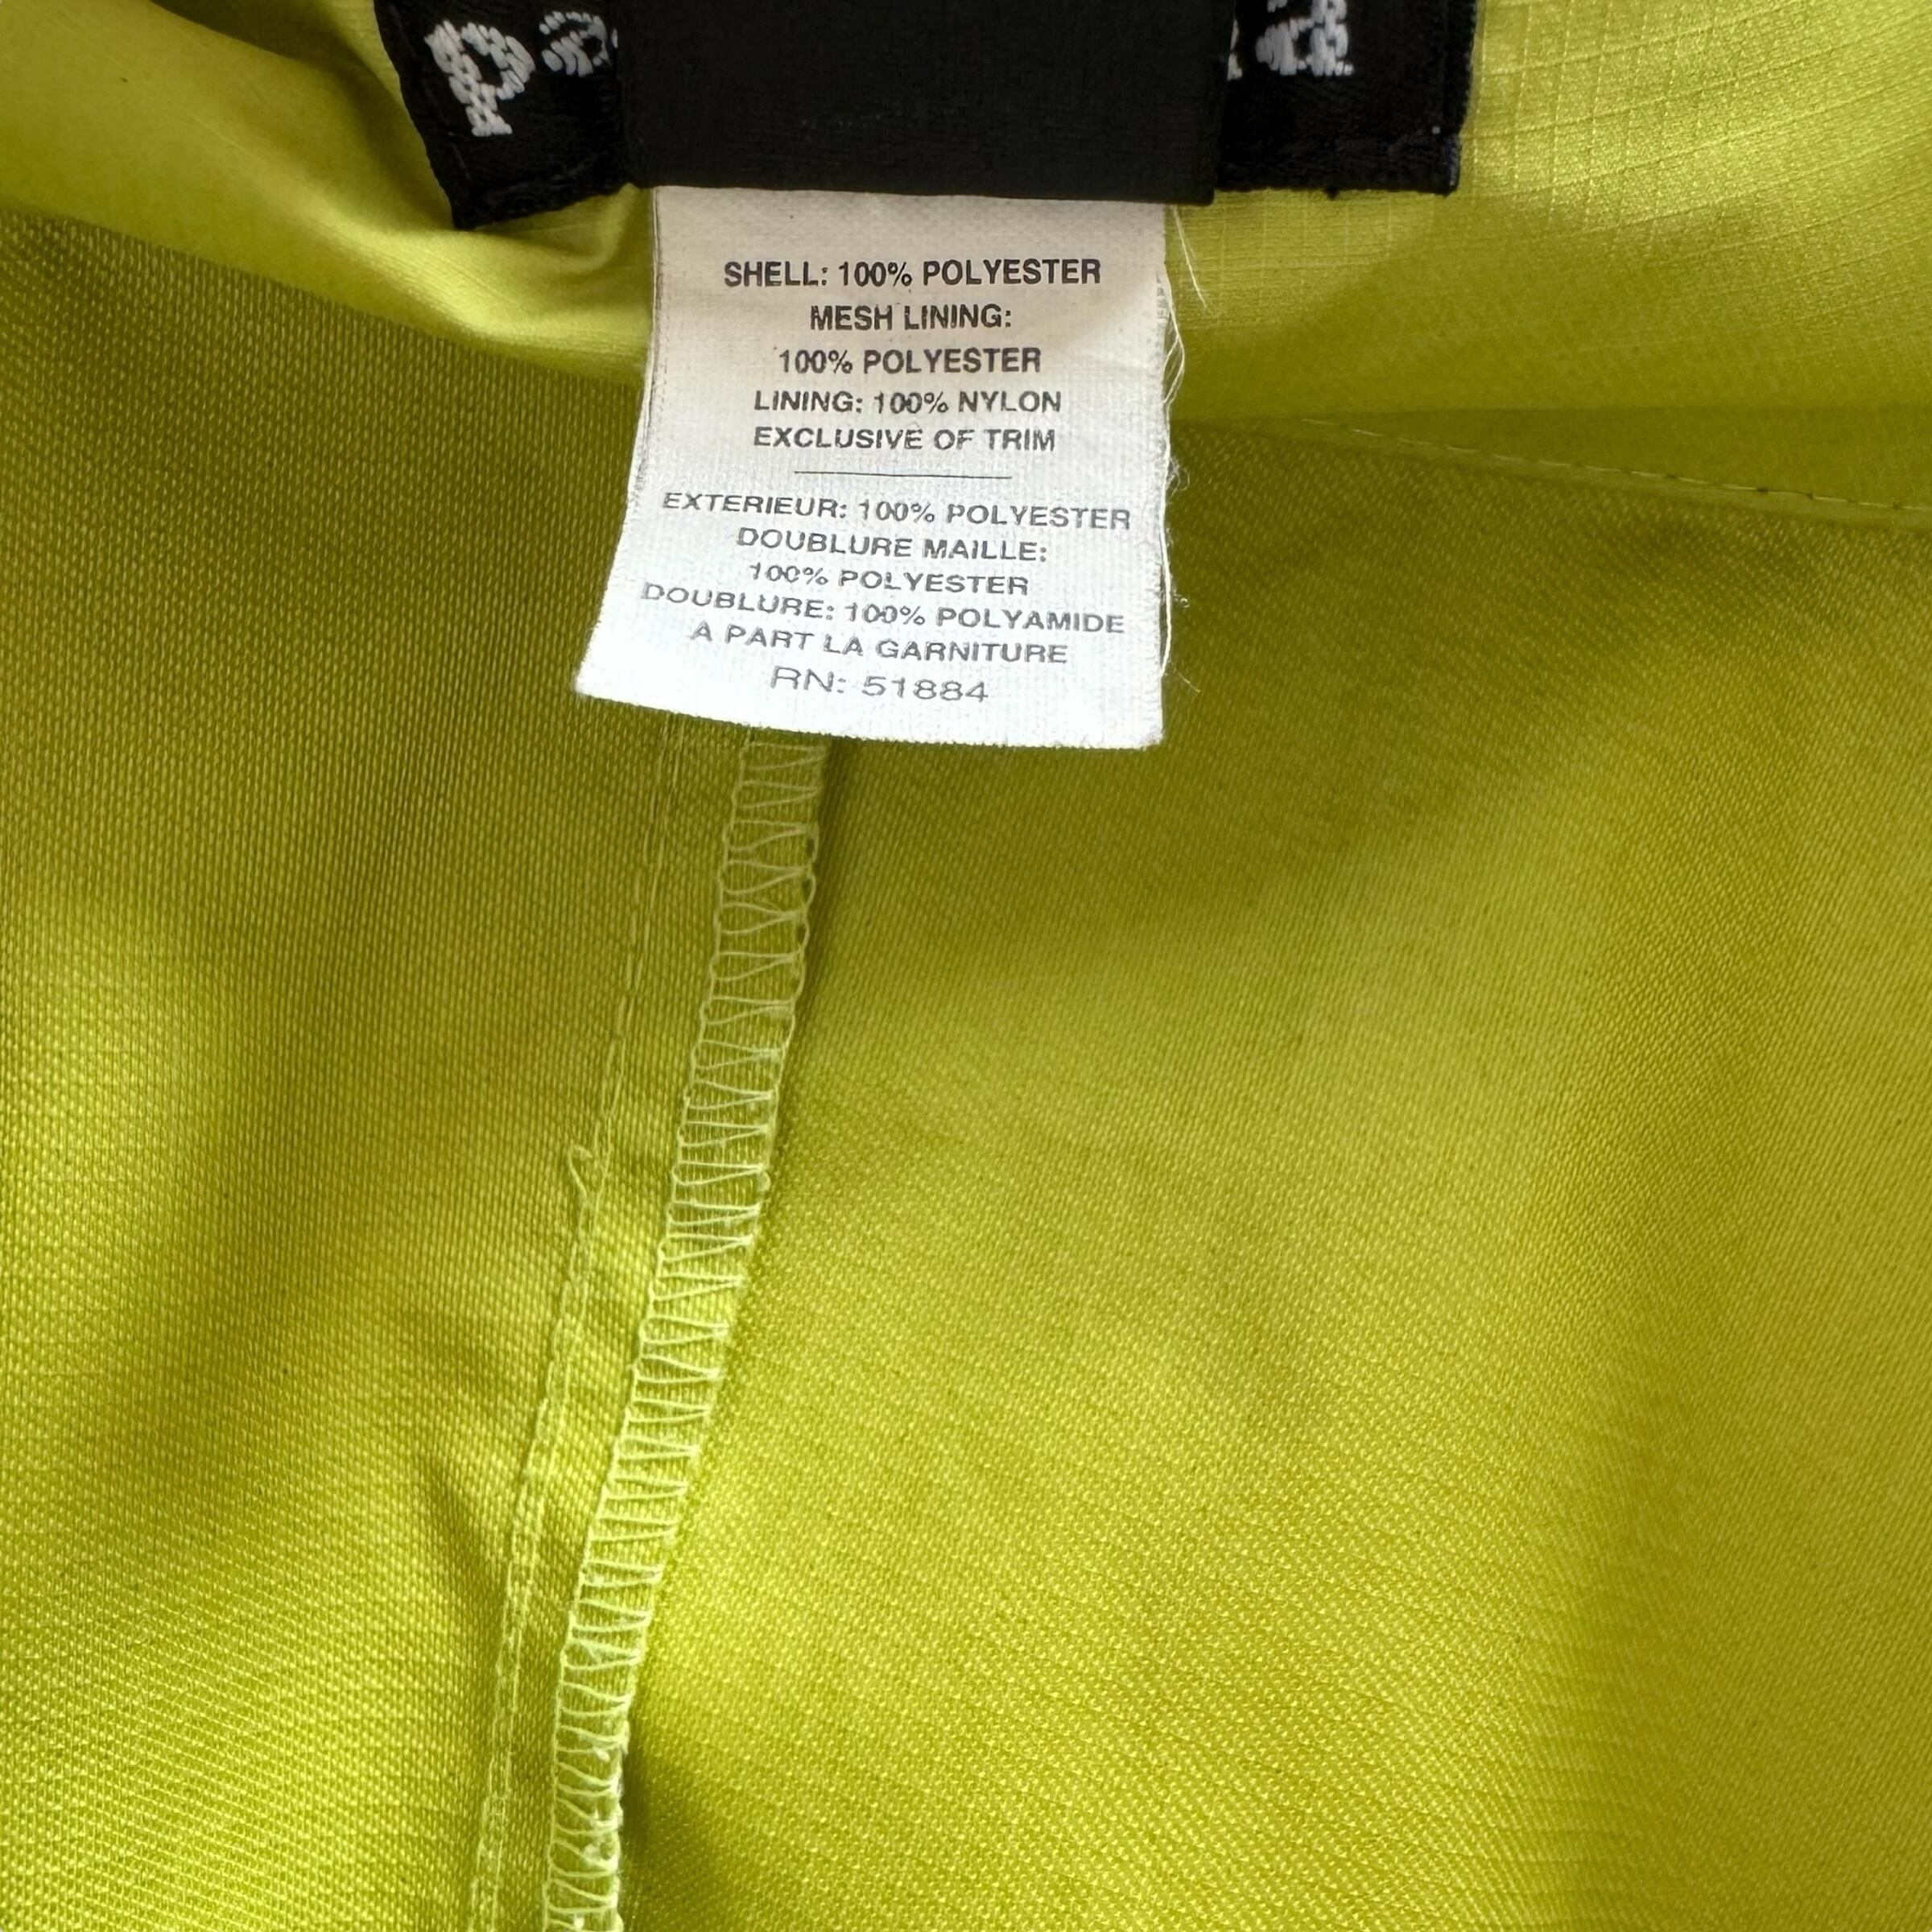 SHELL: 100% POLYESTER
MESH LINING:
100% POLYESTER
LINING: 100% NYLON
EXCLUSIVE OF TRIM
EXTERIEUR: 100% POLYESTER
DOUBLURE MAILLE:
100% POLYESTER
DOUBLURE: 100% POLYAMIDE
A PART LA GARNITURE
RN: 51884